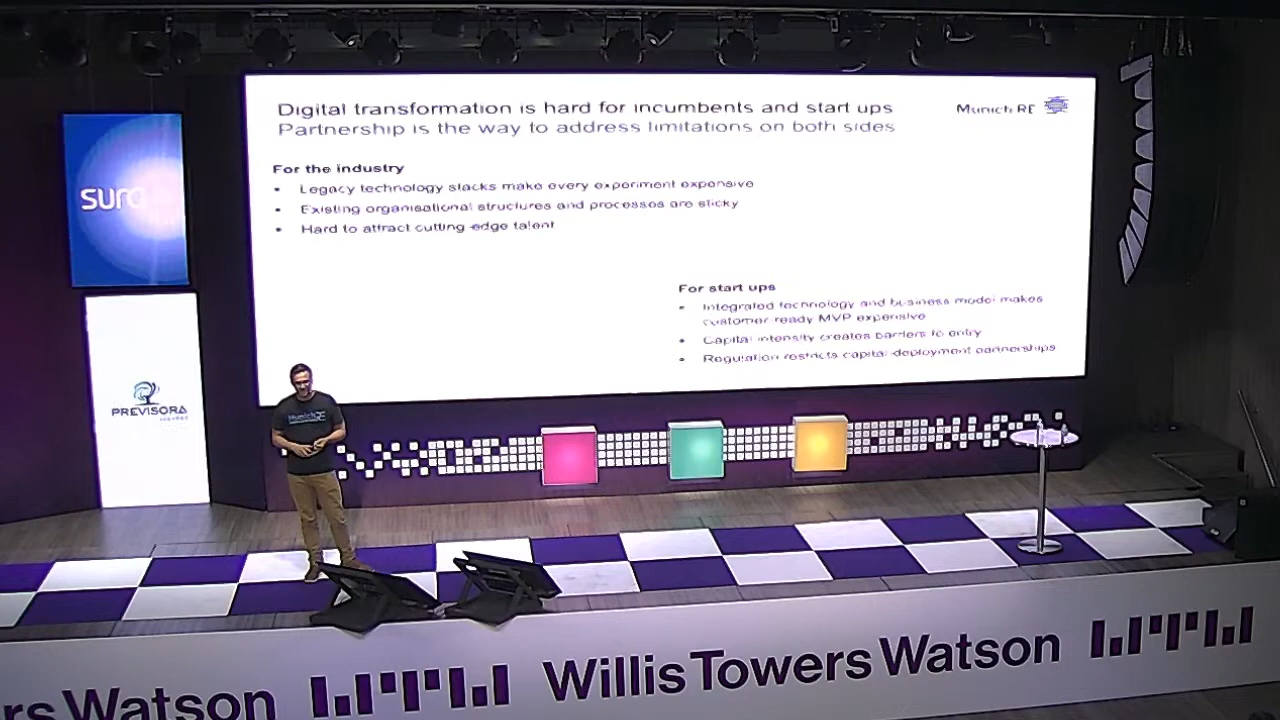 Digital transformation is hard for incumbents and start ups
Partnership is the way to address limitations on both sides
Munich RE
For the industry
• Legacy technology stacks make every experiment expensive
• Existing organisational structures and processes are sticky
• Hard to attract cutting edge talent
For start ups
• Integrated technology and business model makes
customer ready MVP expensive
• Capital intensity creates barriers to entry
• Regulation restricts capital deployment partnerships
sura
PREVISORA
Munich RE
rs Watson
Willis Towers Watson